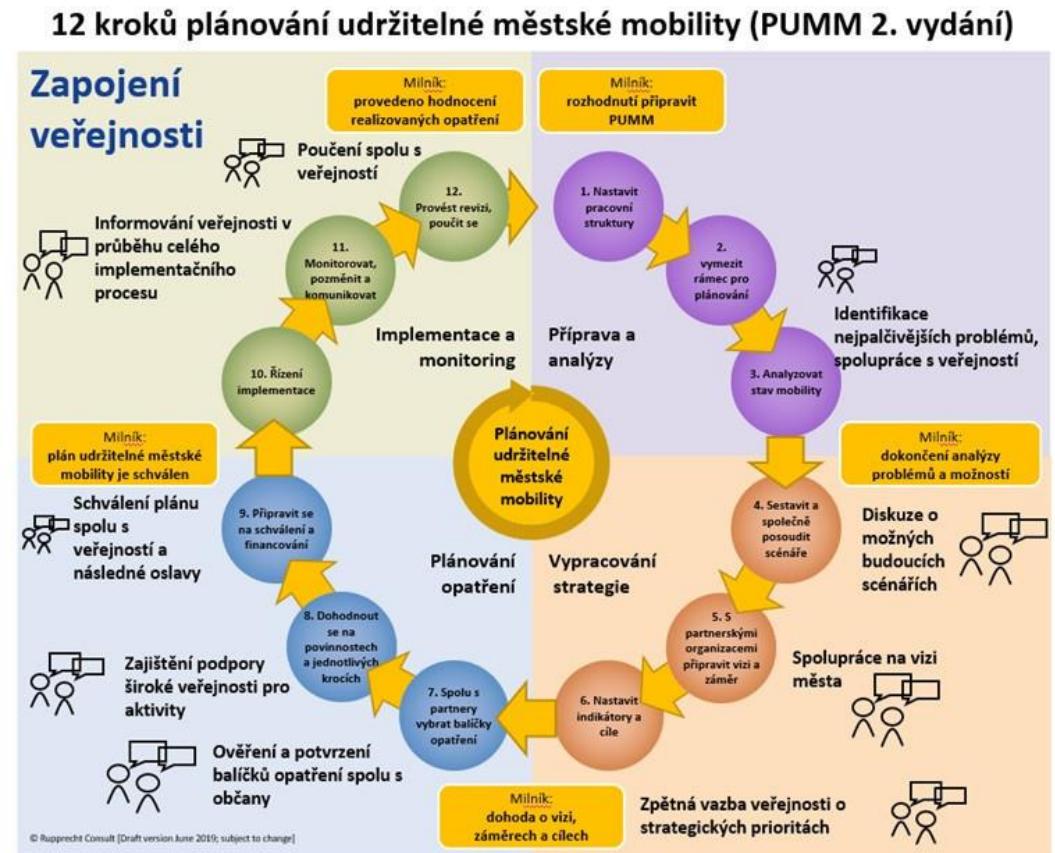 12 kroků plánování udržitelné městské mobility (PUMM 2. vydání)
Zapojení
veřejnosti
Milník:
provedeno hodnocení
realizovaných opatření
Milník:
rozhodnutí připravit
PUMM
Poučení spolu s
veřejností
12.
Provést revizi,
poučit se
1. Nastavit
pracovní
struktury
Informování veřejnosti v
průběhu celého
implementačního
procesu
11.
Monitorovat,
pozměnit a
komunikovat
2.
vymezit
rámec pro
plánování
Identifikace
nejpalčivějších problémů,
spolupráce s veřejností
Implementace a
monitoring
Příprava a
analýzy
10. Řízení
implementace
3. Analyzovat
stav mobility
Milník:
plán udržitelné městské
mobility je schválen
Plánování
udržitelné
městské
mobility
Milník:
dokončení analýzy
problémů a možností
Schválení plánu
spolu s
veřejností a
následné oslavy
9. Připravit se
na schválení a
financování
4. Sestavit a
společně
posoudit
scénáře
Diskuze o
možných
budoucích
scénářích
Plánování
opatření
Vypracování
strategie
8. Dohodnout
se na
povinnostech
a jednotlivých
krocích
5. S
partnerskými
organizacemi
připravit vizi a
záměr
Zajištění podpory
široké veřejnosti pro
aktivity
Spolupráce na vizi
města
7. Spolu s
partnery
vybrat balíčky
opatření
6. Nastavit
indikátory a
cíle
Ověření a potvrzení
balíčků opatření spolu s
občany
Milník:
dohoda o vizi,
záměrech a cílech
Zpětná vazba veřejnosti o
strategických prioritách
© Rupprecht Consult [Draft version June 2019; subject to change]